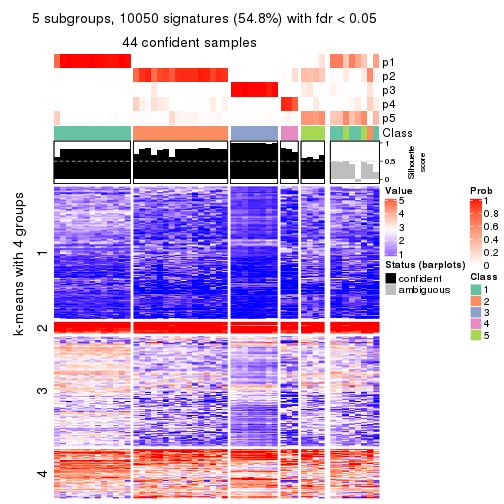 5 subgroups, 10050 signatures (54.8%) with fdr < 0.05
44 confident samples
p1
p2
p3
p4
p5
Class
1
0.5
0
Silhouette
score
k-means with 4 groups
1
2
3
4
Value
5
4
3
2
1
Status (barplots)
confident
ambiguous
Prob
1
0.8
0.6
0.4
0.2
0
Class
1
2
3
4
5